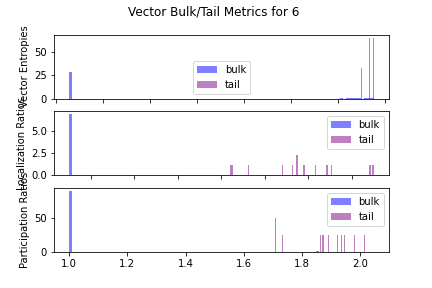 Vector Bulk/Tail Metrics for 6
Vector Entropies
50
25
0
bulk
tail
Localization Ratios
5.0
2.5
0.0
bulk
tail
Participation Ratios
50
0
bulk
tail
1.0 1.2 1.4 1.6 1.8 2.0